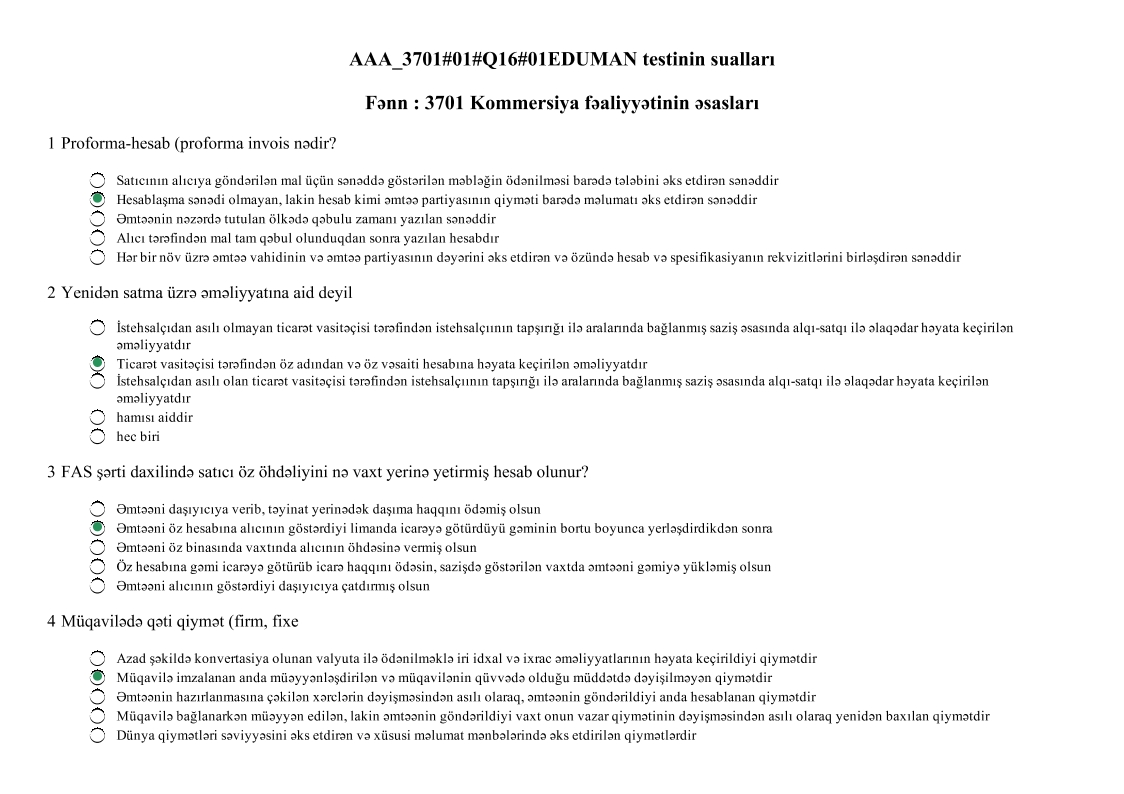 AAA_3701#01#Q16#01EDUMAN testinin sualları
Fənn : 3701 Kommersiya fəaliyyətinin əsasları
1 Proforma-hesab (proforma invois nədir?
Satıcının alıcıya göndərilən mal üçün sənəddə göstərilən məbləğin ödənilməsi barədə tələbini əks etdirən sənəddir
Hesablaşma sənədi olmayan, lakin hesab kimi əmtəə partiyasının qiyməti barədə məlumatı əks etdirən sənəddir
Əmtəənin nəzərdə tutulan ölkədə qəbulu zamanı yazılan sənəddir
Alıcı tərəfindən mal tam qəbul olunduqdan sonra yazılan hesabdır
Hər bir növ üzrə əmtəə vahidinin və əmtəə partiyasının dəyərini əks etdirən və özündə hesab və spesifikasiyanın rekvizitlərini birləşdirən sənəddir
2 Yenidən satma üzrə əməliyyatına aid deyil
İstehsalçıdan asılı olmayan ticarət vasitəçisi tərəfindən istehsalçıının tapşırığı ilə aralarında bağlanmış saziş əsasında alqı-satqı ilə əlaqədar həyata keçirilən
əməliyyatdır
Ticarət vasitəçisi tərəfindən öz adından və öz vəsaiti hesabına həyata keçirilən əməliyyatdır
İstehsalçıdan asılı olan ticarət vasitəçisi tərəfindən istehsalçıının tapşırığı ilə aralarında bağlanmış saziş əsasında alqı-satqı ilə əlaqədar həyata keçirilən
əməliyyatdır
hamısı aiddir
hec biri
3 FAS şərti daxilində satıcı öz öhdəliyini nə vaxt yerinə yetirmiş hesab olunur?
Əmtəəni daşıyıcıya verib, təyinat yerinədək daşıma haqqını ödəmiş olsun
Əmtəəni öz hesabına alıcının göstərdiyi limanda icarəyə götürdüyü gəminin bortu boyunca yerləşdirdikdən sonra
Əmtəəni öz binasında vaxtında alıcının öhdəsinə vermiş olsun
Öz hesabına gəmi icarəyə götürüb icarə haqqını ödəsin, sazişdə göstərilən vaxtda əmtəəni gəmiyə yükləmiş olsun
Əmtəəni alıcının göstərdiyi daşıyıcıya çatdırmış olsun
4 Müqavilədə qəti qiymət (firm, fixe
Azad şəkildə konvertasiya olunan valyuta ilə ödənilməklə iri idxal və ixrac əməliyyatlarının həyata keçirildiyi qiymətdir
Müqavilə imzalanan anda müəyyənləşdirilən və müqavilənin qüvvədə olduğu müddətdə dəyişilməyən qiymətdir
Əmtəənin hazırlanmasına çəkilən xərclərin dəyişməsindən asılı olaraq, əmtəənin göndərildiyi anda hesablanan qiymətdir
Müqavilə bağlanarkən müəyyən edilən, lakin əmtəənin göndərildiyi vaxt onun vazar qiymətinin dəyişməsindən asılı olaraq yenidən baxılan qiymətdir
Dünya qiymətləri səviyyəsini əks etdirən və xüsusi məlumat mənbələrində əks etdirilən qiymətlərdir